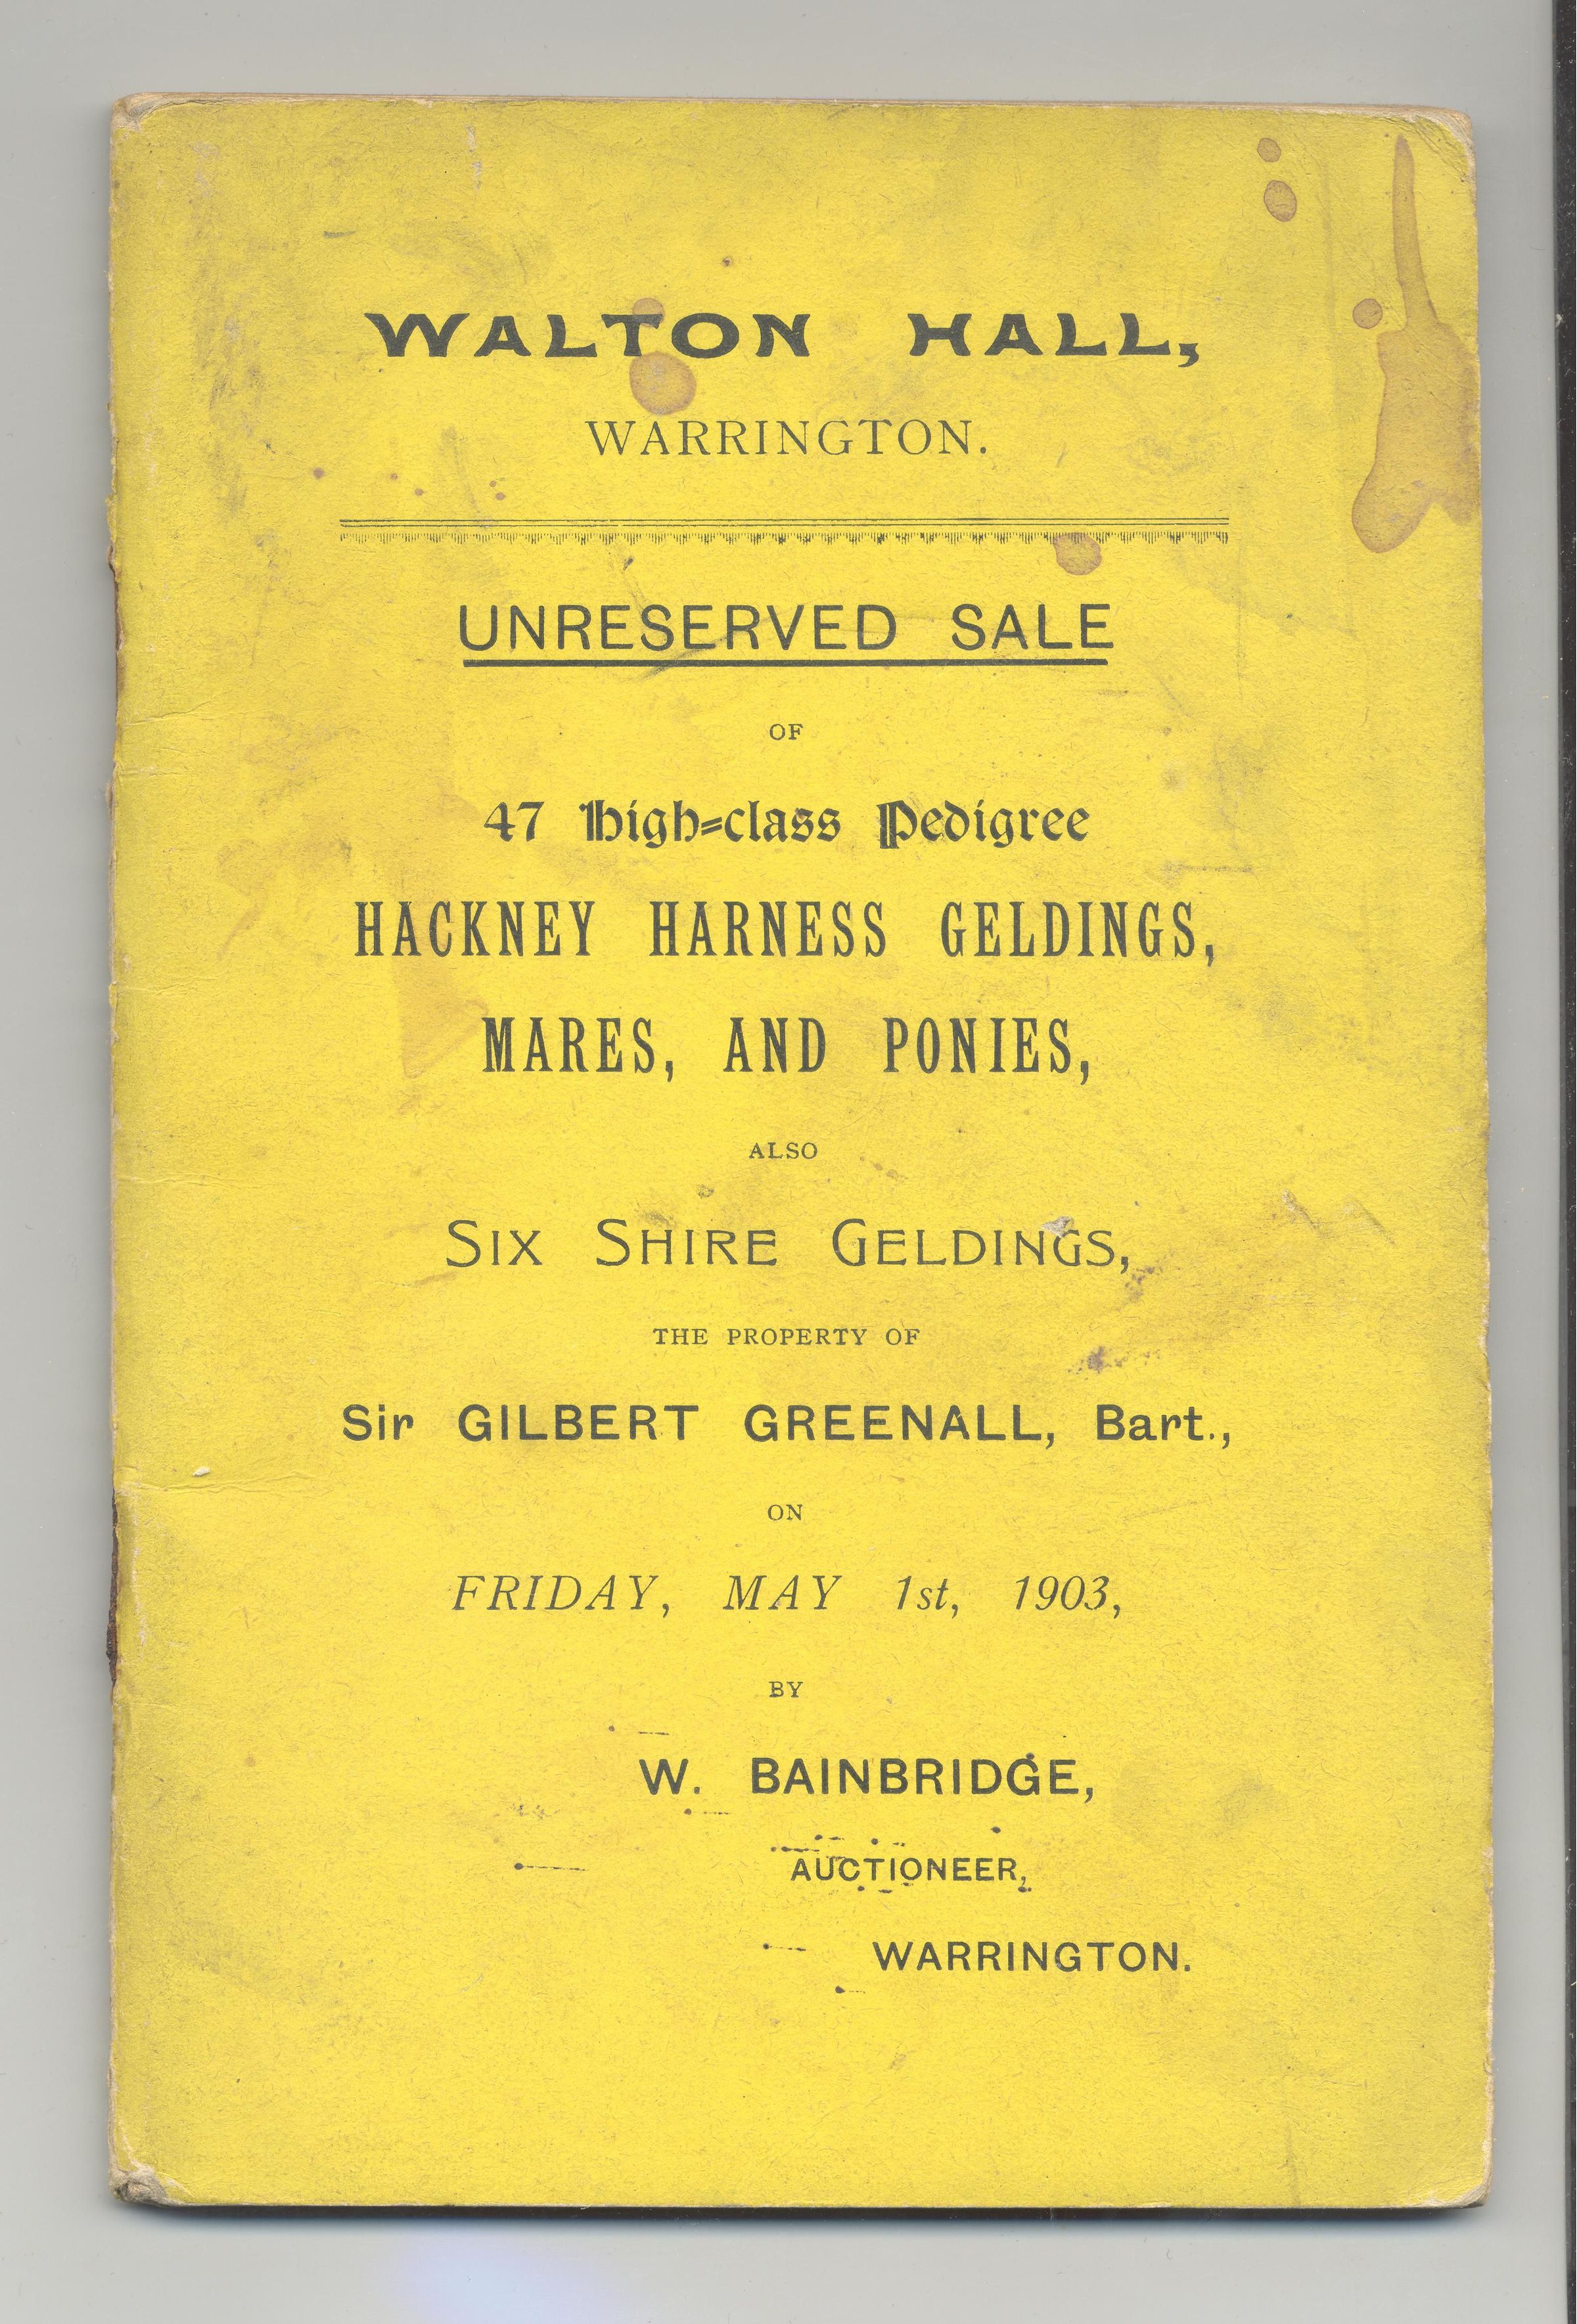 WALTON HALL,
WARRINGTON.
UNRESERVED SALE
OF
47 High=class Pedigree
HACKNEY HARNESS GELDINGS,
MARES, AND PONIES,
ALSO
SIX SHIRE GELDINGS,
THE PROPERTY OF
Sir GILBERT GREENALL, Bart.,
ON
FRIDAY, MAY 1st, 1903,
BY
W. BAINBRIDGE,
AUCTIONEER,
WARRINGTON.